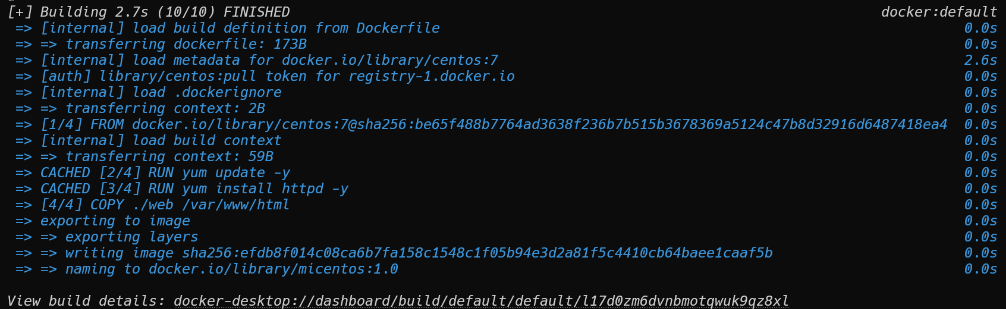 [+] Building 2.7s (10/10) FINISHED docker:default
=> [internal] load build definition from Dockerfile 0.0s
=> => transferring dockerfile: 173B 0.0s
=> [internal] load metadata for docker.io/library/centos:7 2.6s
=> [auth] library/centos:pull token for registry-1.docker.io 0.0s
=> [internal] load .dockerignore 0.0s
=> => transferring context: 2B 0.0s
=> [1/4] FROM docker.io/library/centos:7@sha256:be65f488b7764ad3638f236b7b515b3678369a5124c47b8d32916d6487418ea4 0.0s
=> [internal] load build context 0.0s
=> => transferring context: 59B 0.0s
=> CACHED [2/4] RUN yum update -y 0.0s
=> CACHED [3/4] RUN yum install httpd -y 0.0s
=> [4/4] COPY ./web /var/www/html 0.0s
=> exporting to image 0.0s
=> => exporting layers 0.0s
=> => writing image sha256:efdb8f014c08ca6b7fa158c1548c1f05b94e3d2a81f5c4410cb64baee1caaf5b 0.0s
=> => naming to docker.io/library/micentos:1.0 0.0s
View build details: docker-desktop://dashboard/build/default/default/l17d0zm6dvnbmotqwuk9qz8xl